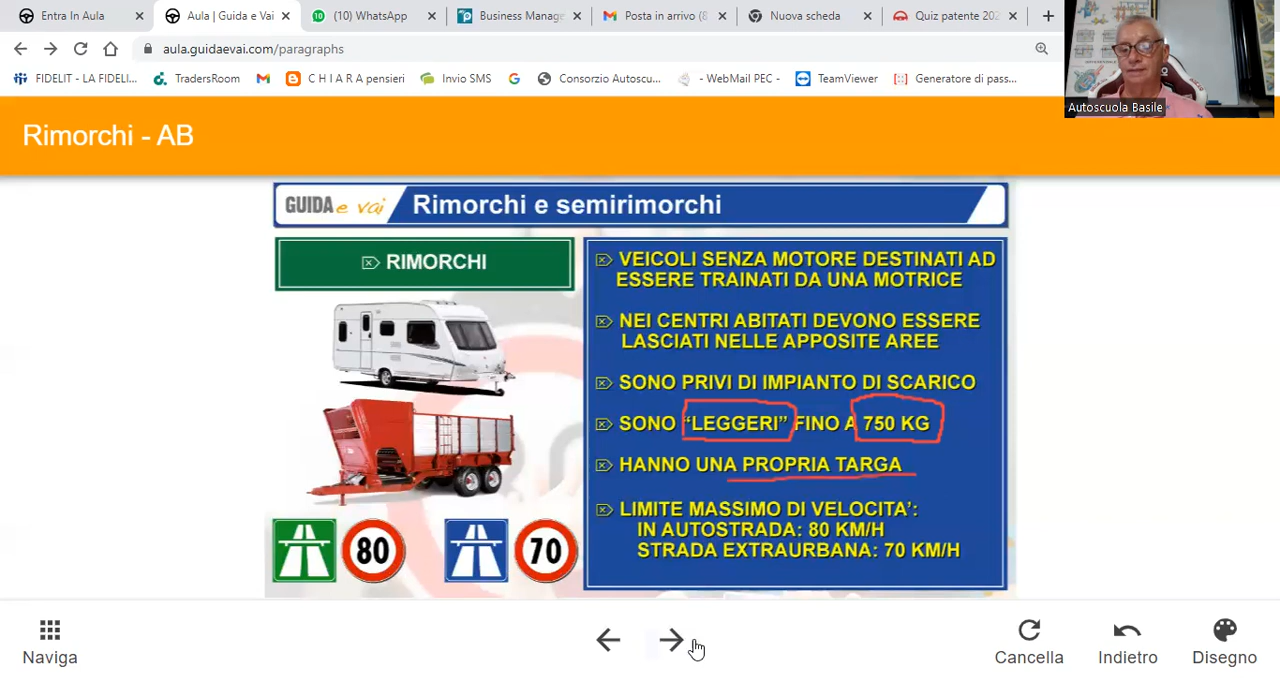 Entra In Aula
Aula | Guida e Vai
(10) WhatsApp
Business Manage
Posta in arrivo (8
Nuova scheda
Quiz patente 202
aula.guidaevai.com/paragraphs
FIDELIT - LA FIDELI...
TradersRoom
C H I A R A pensieri
Invio SMS
Consorzio Autoscu...
- WebMail PEC -
TeamViewer
Generatore di pass...
Autoscuola Basile
Rimorchi - AB
GUIDA e vai
Rimorchi e semirimorchi
RIMORCHI
VEICOLI SENZA MOTORE DESTINATI AD
ESSERE TRAINATI DA UNA MOTRICE
NEI CENTRI ABITATI DEVONO ESSERE
LASCIATI NELLE APPOSITE AREE
SONO PRIVI DI IMPIANTO DI SCARICO
SONO “LEGGERI” FINO A 750 KG
HANNO UNA PROPRIA TARGA
LIMITE MASSIMO DI VELOCITA’:
IN AUTOSTRADA: 80 KM/H
STRADA EXTRAURBANA: 70 KM/H
80
70
Naviga
Cancella
Indietro
Disegno